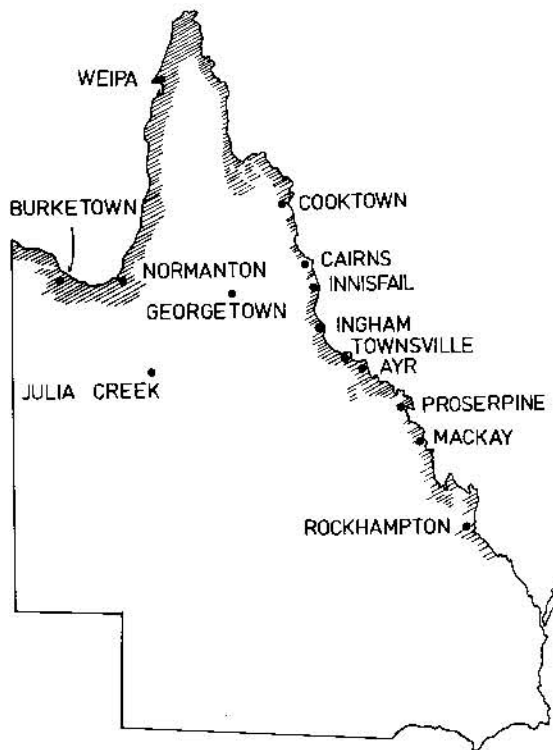 WEIPA
COOKTOWN
BURKETOWN
CAIRNS
NORMANTON
INNISFAIL
GEORGETOWN
INGHAM
TOWNSVILLE
AYR
JULIA CREEK
PROSERPINE
MACKAY
ROCKHAMPTON